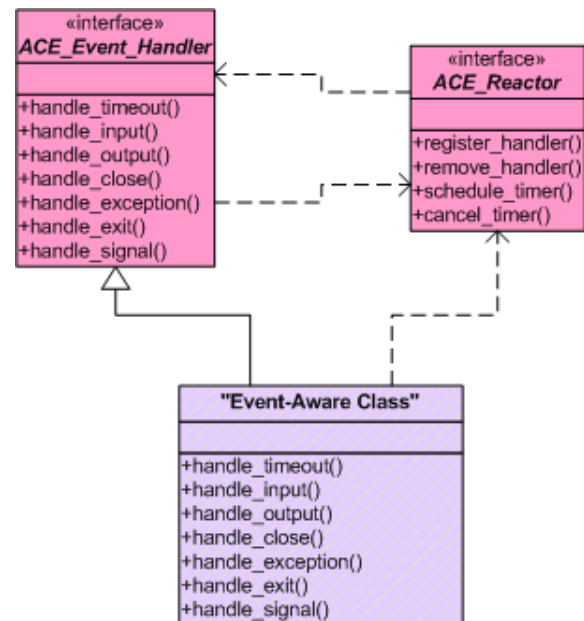 «interface»
ACE_Event_Handler
+handle_timeout()
+handle_input()
+handle_output()
+handle_close()
+handle_exception()
+handle_exit()
+handle_signal()
«interface»
ACE_Reactor
+register_handler()
+remove_handler()
+schedule_timer()
+cancel_timer()
"Event-Aware Class"
+handle_timeout()
+handle_input()
+handle_output()
+handle_close()
+handle_exception()
+handle_exit()
+handle_signal()